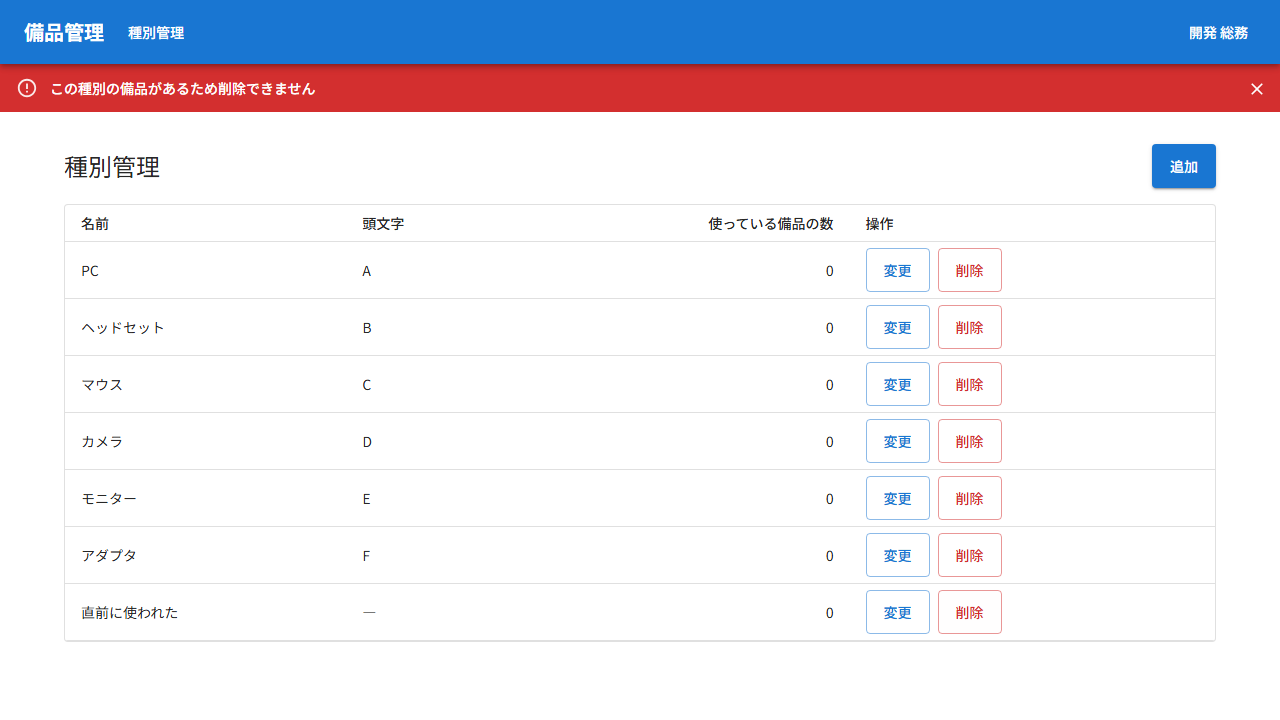 備品管理 種別管理 開発 総務
この種別の備品があるため削除できません
種別管理 追加
名前 頭文字 使っている備品の数 操作
PC A 0 変更 削除
ヘッドセット B 0 変更 削除
マウス C 0 変更 削除
カメラ D 0 変更 削除
モニター E 0 変更 削除
アダプタ F 0 変更 削除
直前に使われた — 0 変更 削除